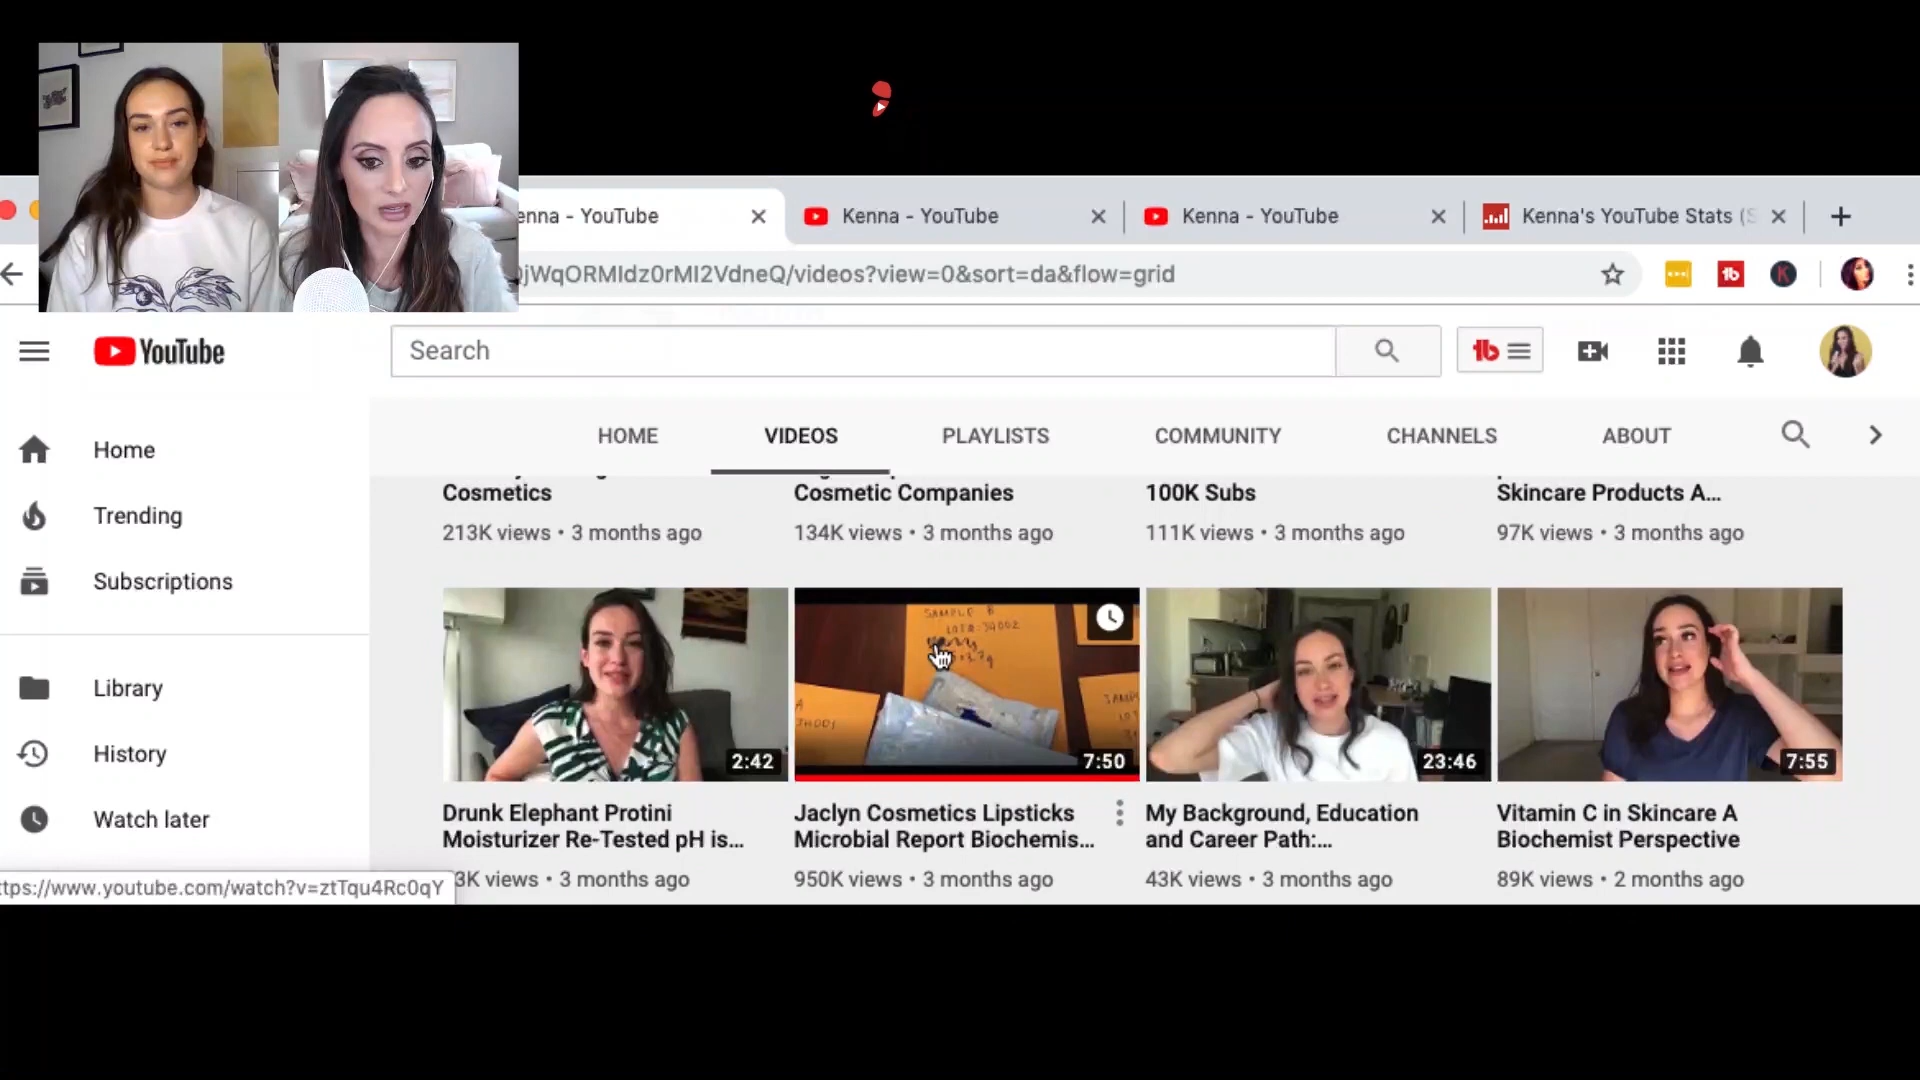 enna - YouTube
Kenna - YouTube
Kenna - YouTube
Kenna's YouTube Stats (S
jWqORMIdz0rMI2VdneQ/videos?view=0&sort=da&flow=grid
YouTube
Search
HOME
VIDEOS
PLAYLISTS
COMMUNITY
CHANNELS
ABOUT
Home
Trending
Subscriptions
Library
History
Watch later
Cosmetics
213K views • 3 months ago
Cosmetic Companies
134K views • 3 months ago
100K Subs
111K views • 3 months ago
Skincare Products A...
97K views • 3 months ago
SAMPLE B
LOT#: JH002
2:42
7:50
23:46
7:55
Drunk Elephant Protini
Moisturizer Re-Tested pH is...
3K views • 3 months ago
Jaclyn Cosmetics Lipsticks
Microbial Report Biochemis...
950K views • 3 months ago
My Background, Education
and Career Path:...
43K views • 3 months ago
Vitamin C in Skincare A
Biochemist Perspective
89K views • 2 months ago
ttps://www.youtube.com/watch?v=ztTqu4Rc0qY